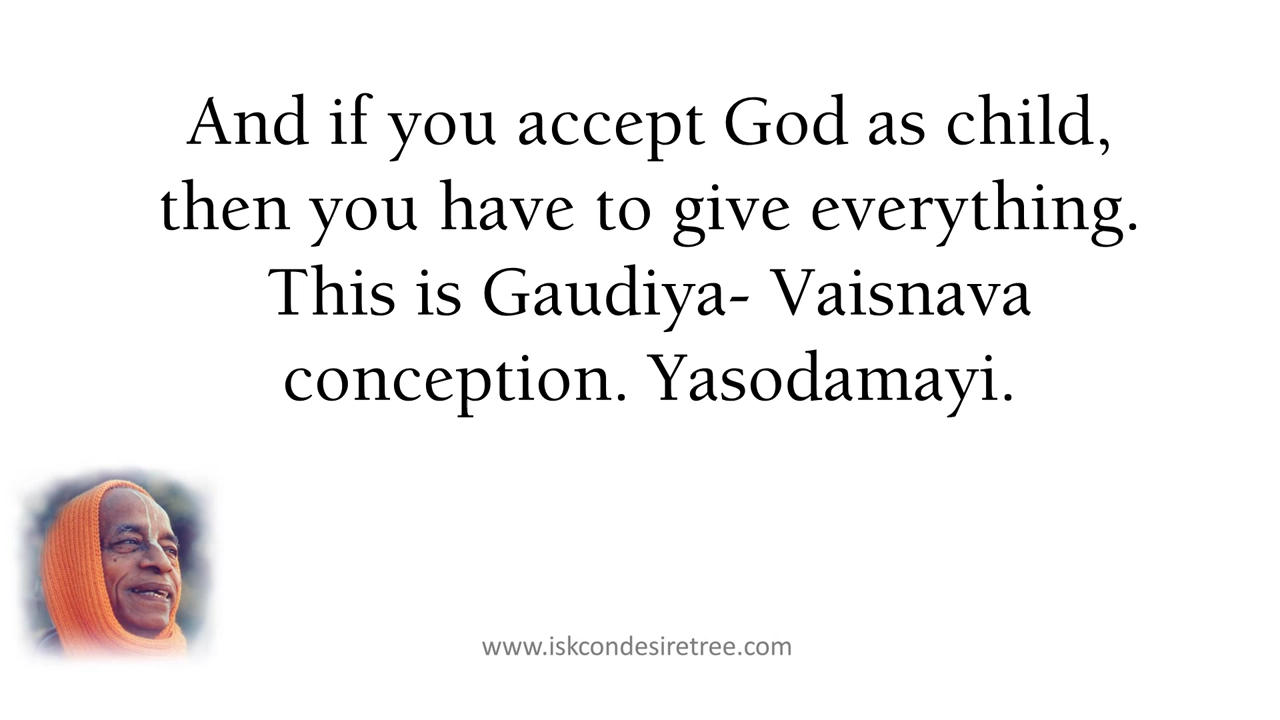 And if you accept God as child,
then you have to give everything.
This is Gaudiya- Vaisnava
conception. Yasodamayi.
www.iskcondesiretree.com